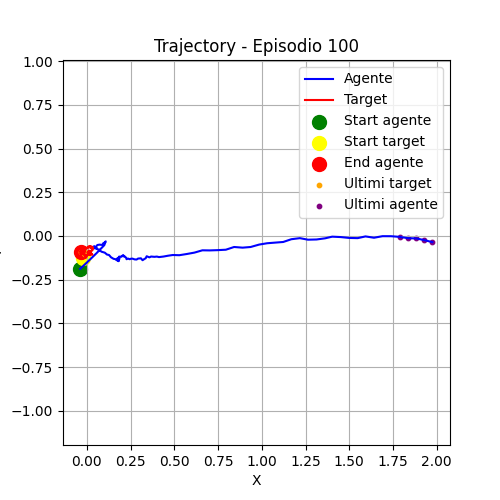 Trajectory - Episodio 100
1.00
0.75
0.50
0.25
0.00
−0.25
−0.50
−0.75
−1.00
Agente
Target
Start agente
Start target
End agente
Ultimi target
Ultimi agente
0.00 0.25 0.50 0.75 1.00 1.25 1.50 1.75 2.00
X